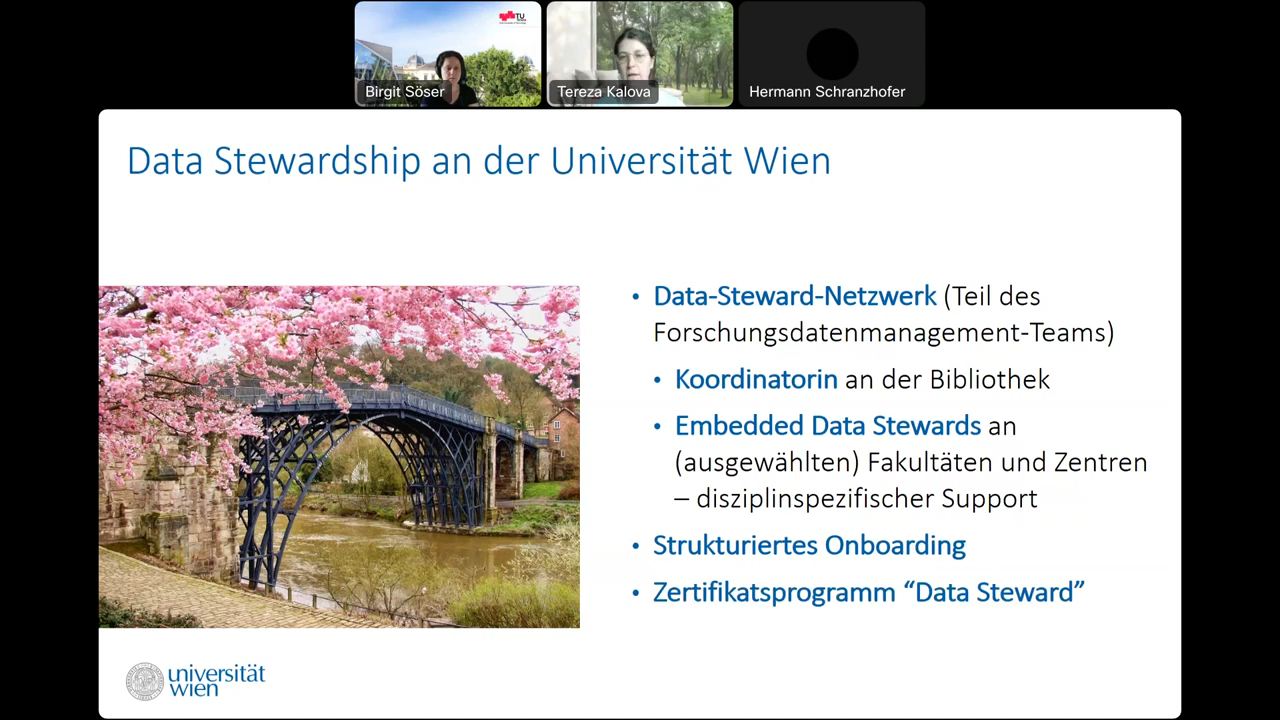 TU
Birgit Söser
Tereza Kalova
Hermann Schranzhofer
Data Stewardship an der Universität Wien
• Data-Steward-Netzwerk (Teil des
Forschungsdatenmanagement-Teams)
• Koordinatorin an der Bibliothek
• Embedded Data Stewards an
(ausgewählten) Fakultäten und Zentren
– disziplinspezifischer Support
• Strukturiertes Onboarding
• Zertifikatsprogramm “Data Steward”
universität
wien